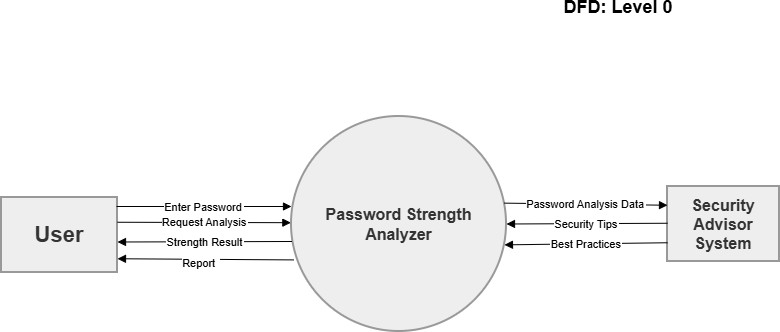 DFD: Level 0
User
Enter Password
Request Analysis
Strength Result
Report
Password Strength
Analyzer
Password Analysis Data
Security Tips
Best Practices
Security
Advisor
System